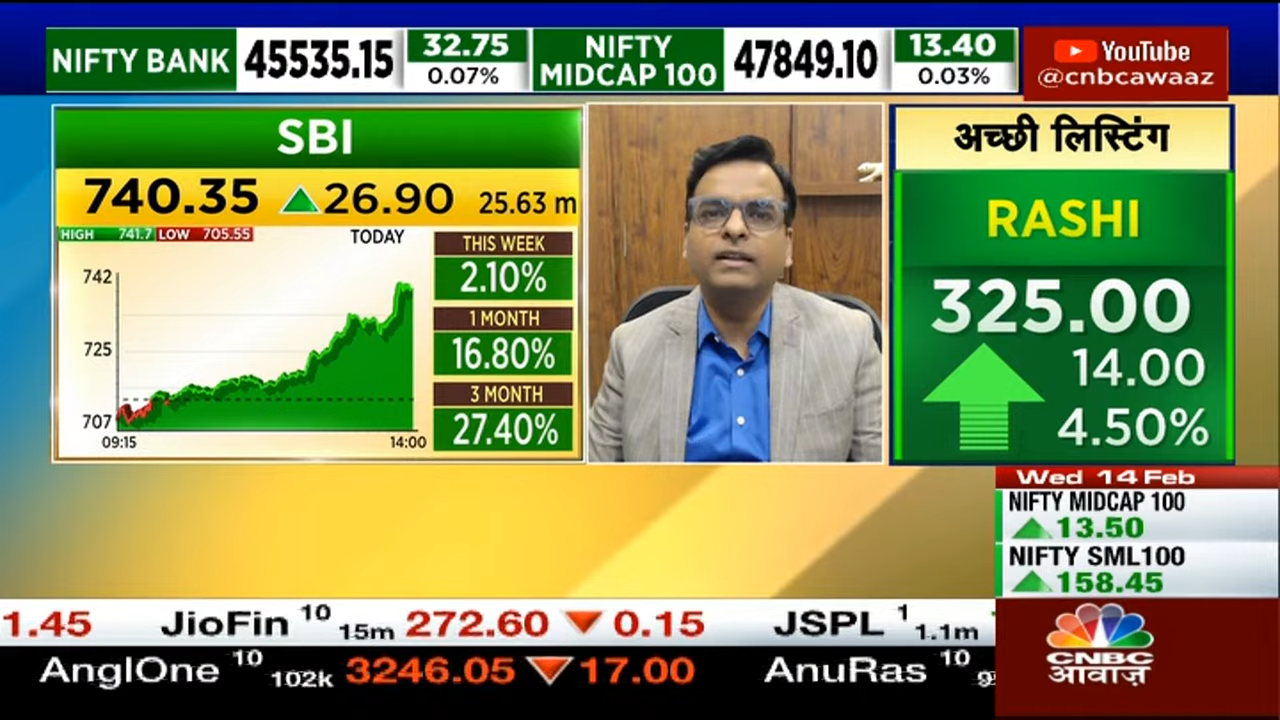 NIFTY BANK 45535.15 32.75 0.07%
NIFTY MIDCAP 100 47849.10 13.40 0.03%
YouTube
@cnbcawaaz
SBI
740.35 26.90 25.63 m
HIGH 741.7 LOW 705.55 TODAY
742
725
707
09:15 14:00
THIS WEEK
2.10%
1 MONTH
16.80%
3 MONTH
27.40%
अच्छी लिस्टिंग
RASHI
325.00
14.00
4.50%
Wed 14 Feb
NIFTY MIDCAP 100
13.50
NIFTY SML100
158.45
1.45 JioFin 10 15m 272.60 0.15 JSPL 1 1.1m
AnglOne 10 102k 3246.05 17.00 AnuRas 10
CNBC
आवाज़